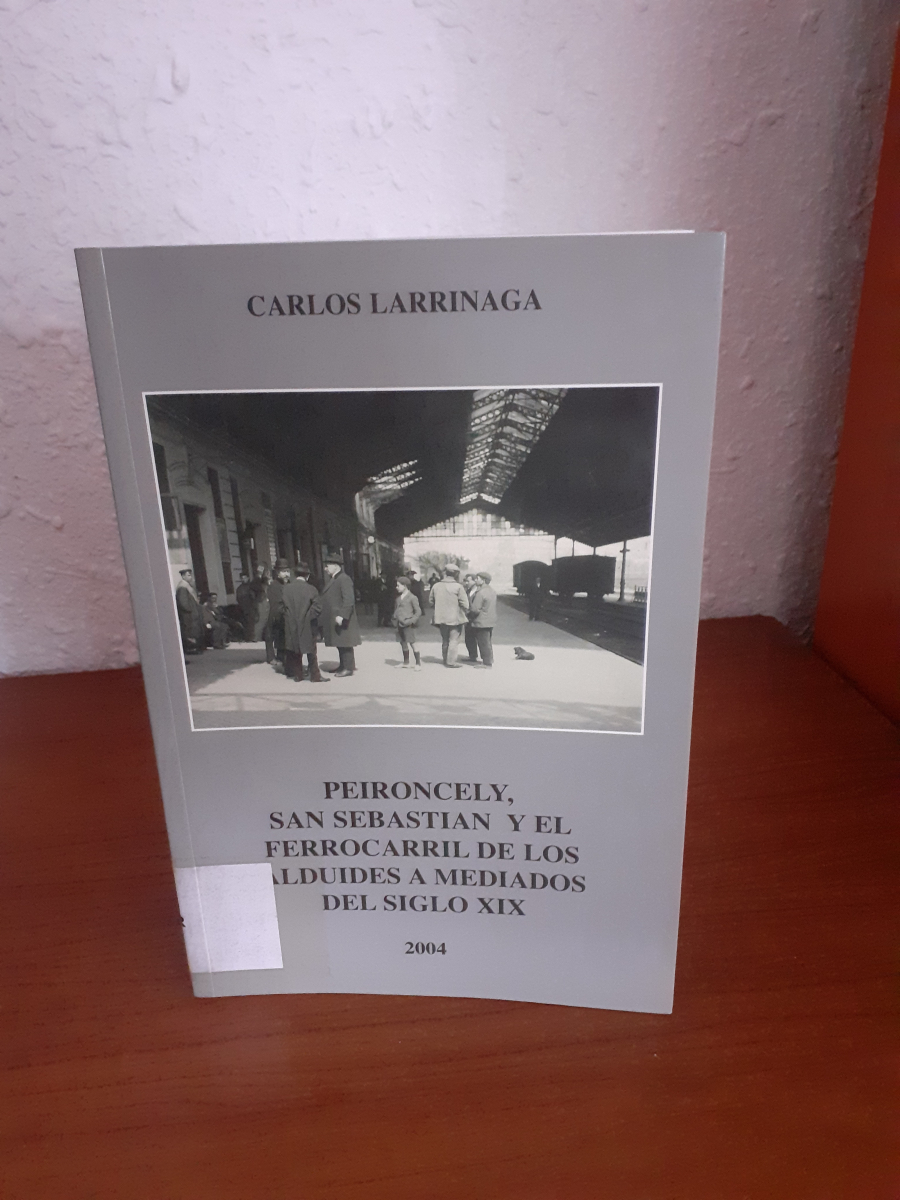 CARLOS LARRINAGA
PEIRONCELY,
SAN SEBASTIAN Y EL
FERROCARRIL DE LOS
ALDUIDES A MEDIADOS
DEL SIGLO XIX
2004